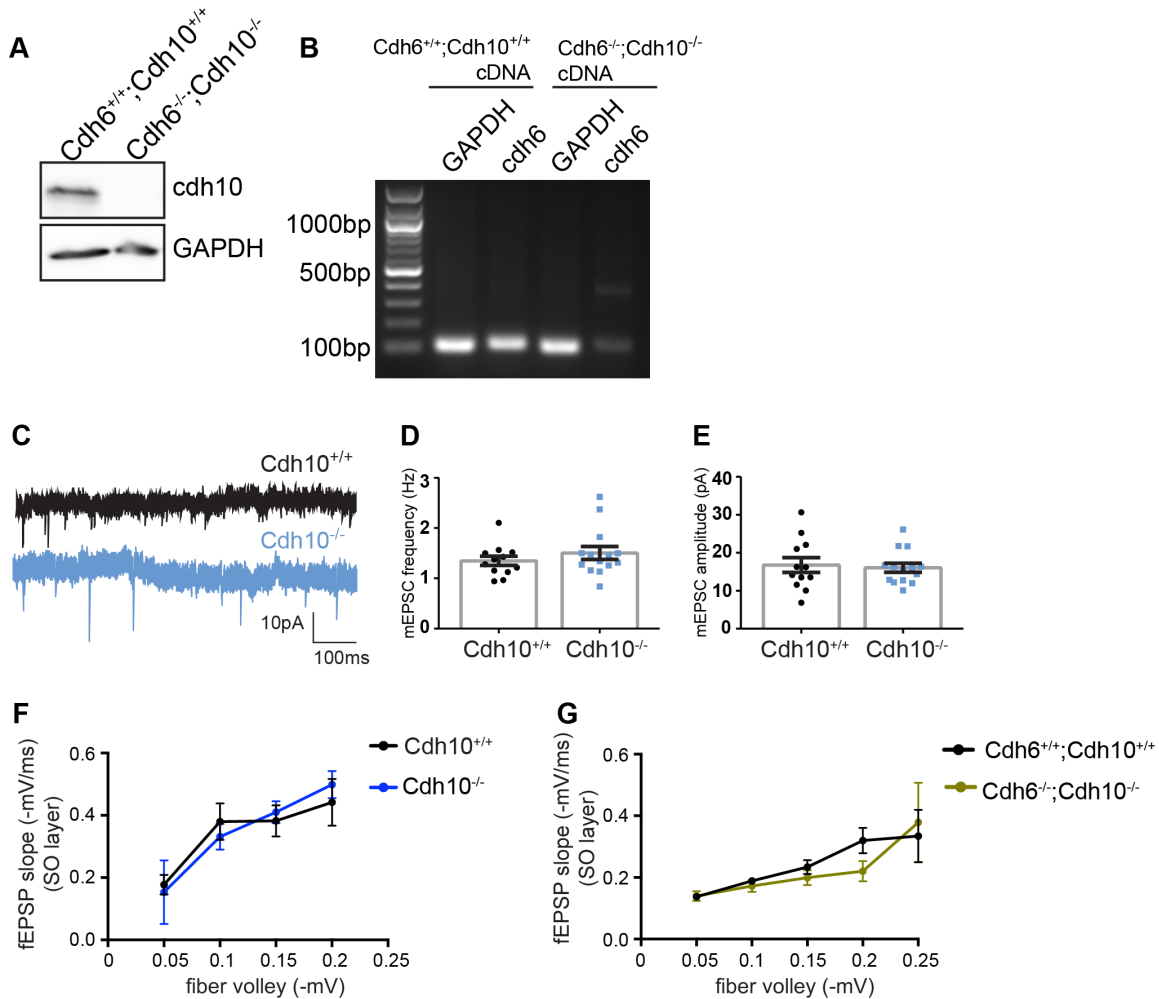 A
Cdh6+/+;Cdh10+/+
Cdh6-/-;Cdh10-/-
cdh10
GAPDH
B
Cdh6+/+;Cdh10+/+
cDNA
Cdh6-/-;Cdh10-/-
cDNA
GAPDH
cdh6
GAPDH
cdh6
1000bp
500bp
100bp
C
Cdh10+/+
Cdh10-/-
10pA
100ms
D
mEPSC frequency (Hz)
3
2
1
0
Cdh10+/+
Cdh10-/-
E
mEPSC amplitude (pA)
40
30
20
10
0
Cdh10+/+
Cdh10-/-
F
fEPSP slope (-mV/ms)
(SO layer)
0.6
0.4
0.2
0.0
0
0.05
0.1
0.15
0.2
0.25
fiber volley (-mV)
Cdh10+/+
Cdh10-/-
G
fEPSP slope (-mV/ms)
(SO layer)
0.6
0.4
0.2
0.0
0
0.05
0.1
0.15
0.2
0.25
fiber volley (-mV)
Cdh6+/+;Cdh10+/+
Cdh6-/-;Cdh10-/-